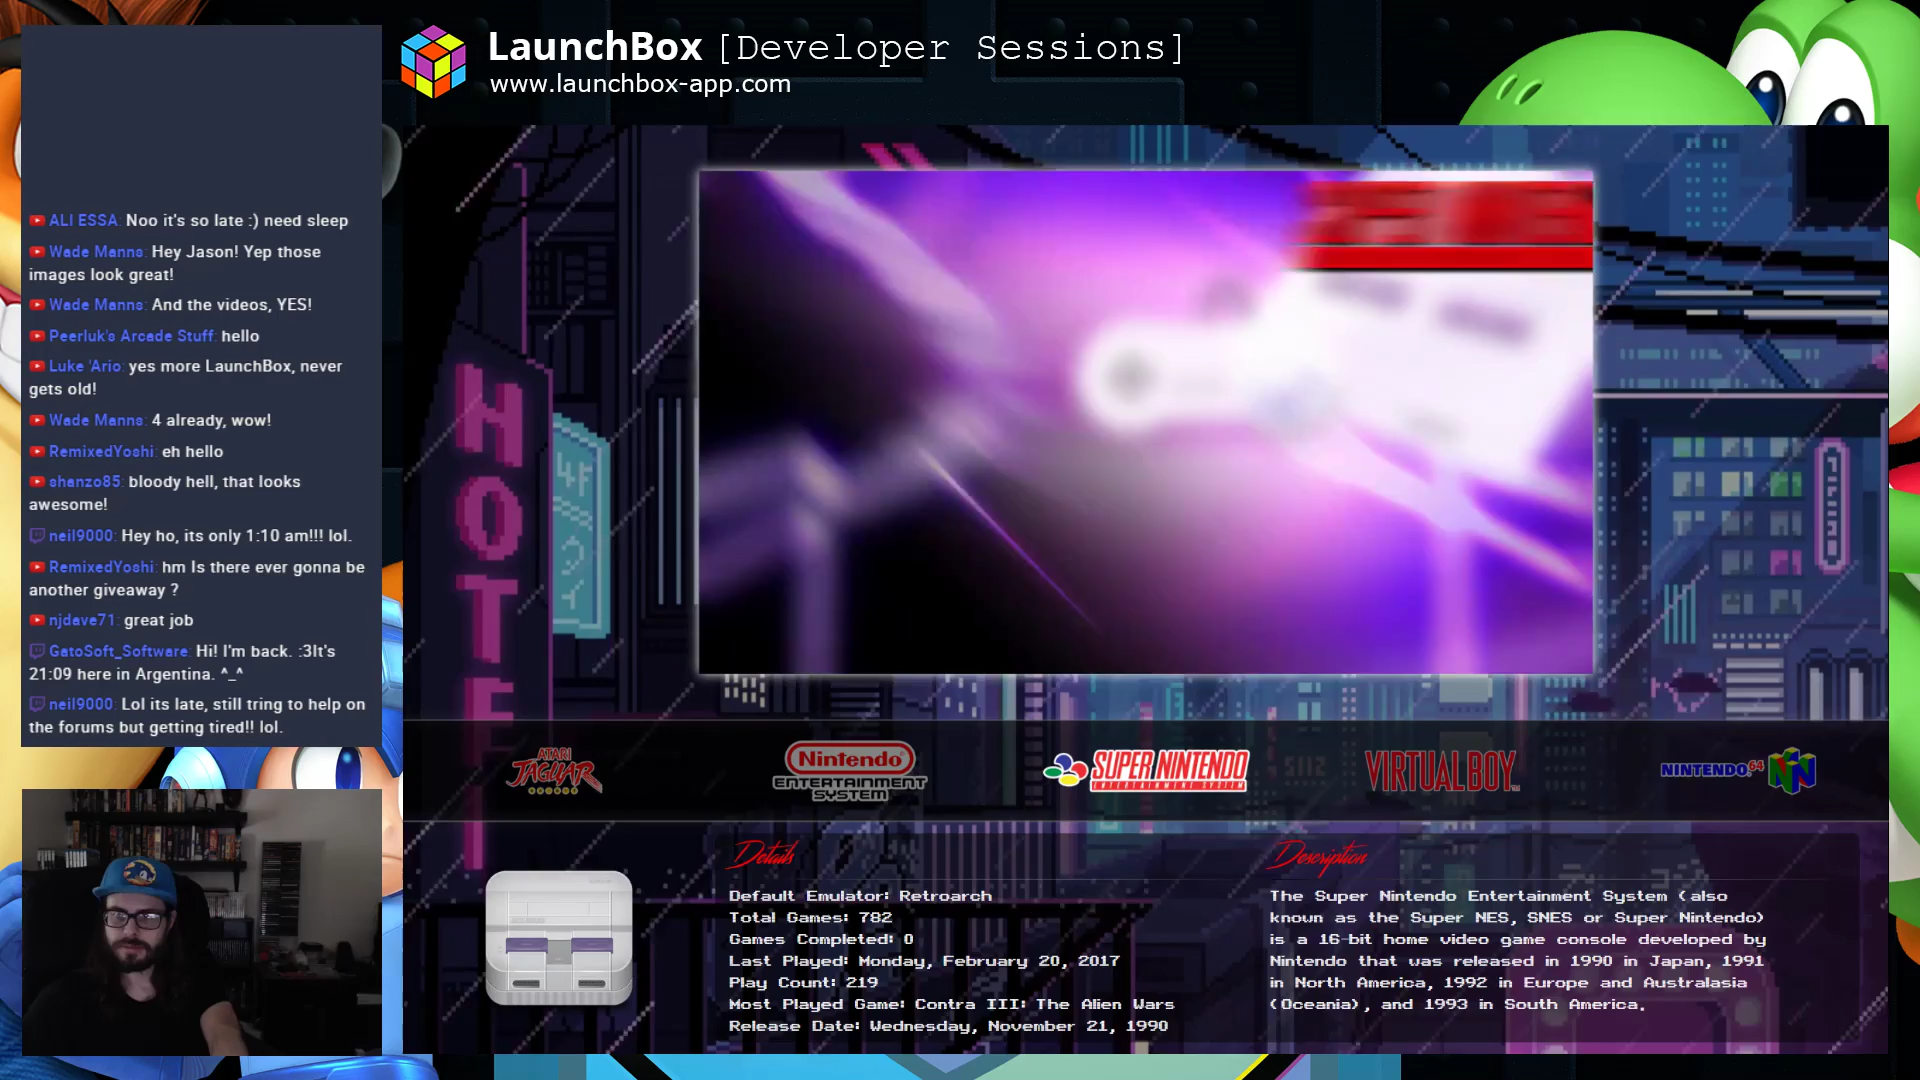 LaunchBox [Developer Sessions]
www.launchbox-app.com
ALI ESSA: Noo it's so late :) need sleep
Wade Manns: Hey Jason! Yep those
images look great!
Wade Manns: And the videos, YES!
Peerluk's Arcade Stuff: hello
Luke 'Ario: yes more LaunchBox, never
gets old!
Wade Manns: 4 already, wow!
RemixedYoshi: eh hello
shanzo85: bloody hell, that looks
awesome!
neil9000: Hey ho, its only 1:10 am!!! lol.
RemixedYoshi: hm Is there ever gonna be
another giveaway ?
njdave71: great job
GatoSoft_Software: Hi! I'm back. :3It's
21:09 here in Argentina. ^_^
neil9000: Lol its late, still tring to help on
the forums but getting tired!! lol.
HOTE
ATARI
JAGUAR
Nintendo
ENTERTAINMENT
SYSTEM
SUPER NINTENDO
ENTERTAINMENT SYSTEM
VIRTUAL BOY
NINTENDO 64
Details
Default Emulator: Retroarch
Total Games: 782
Games Completed: 0
Last Played: Monday, February 20, 2017
Play Count: 219
Most Played Game: Contra III: The Alien Wars
Release Date: Wednesday, November 21, 1990
Description
The Super Nintendo Entertainment System (also
known as the Super NES, SNES or Super Nintendo)
is a 16-bit home video game console developed by
Nintendo that was released in 1990 in Japan, 1991
in North America, 1992 in Europe and Australasia
(Oceania), and 1993 in South America.